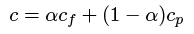 c = αc_f + (1 − α)c_p